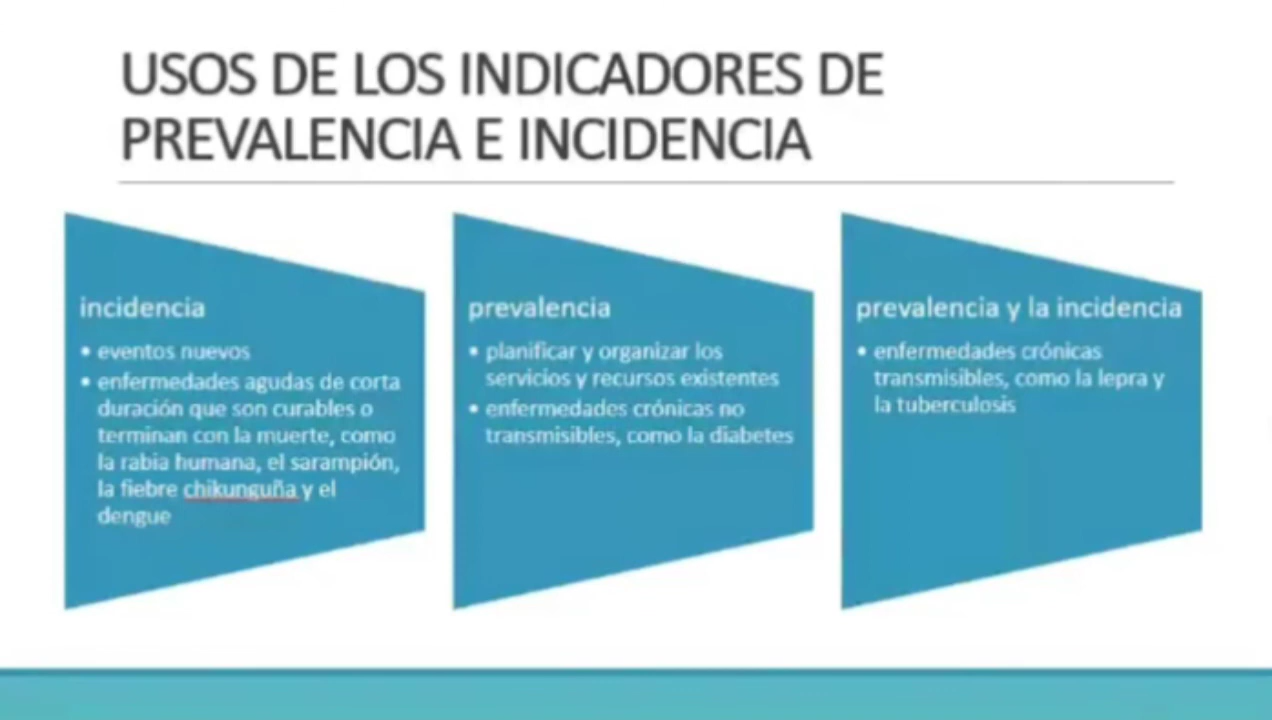 USOS DE LOS INDICADORES DE
PREVALENCIA E INCIDENCIA
incidencia
• eventos nuevos
• enfermedades agudas de corta
duración que son curables o
terminan con la muerte, como
la rabia humana, el sarampión,
la fiebre chikunguña y el
dengue
prevalencia
• planificar y organizar los
servicios y recursos existentes
• enfermedades crónicas no
transmisibles, como la diabetes
prevalencia y la incidencia
• enfermedades crónicas
transmisibles, como la lepra y
la tuberculosis